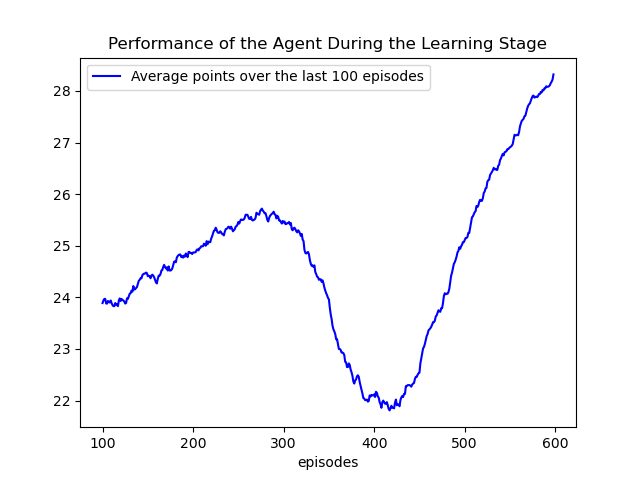 Performance of the Agent During the Learning Stage
Average points over the last 100 episodes
28
27
26
25
24
23
22
100 200 300 400 500 600
episodes